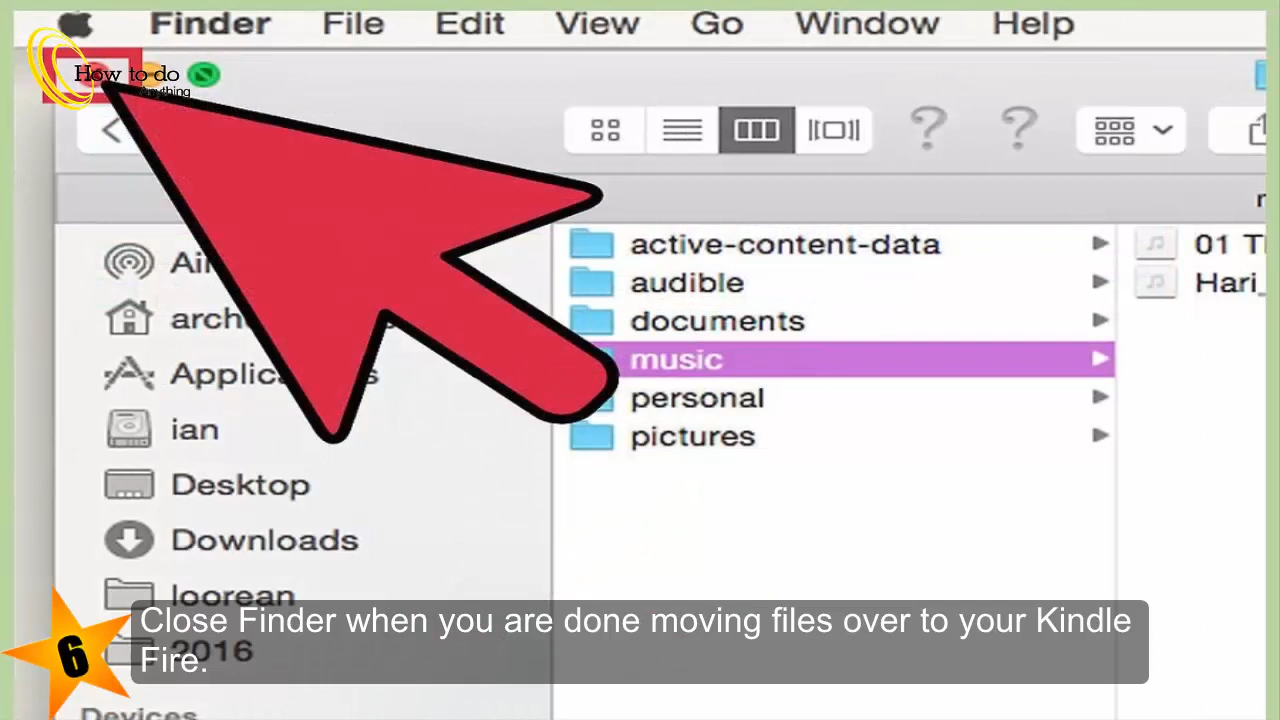 Finder File Edit View Go Window Help
How to do
Anything
active-content-data
01
audible
Hari_
documents
music
personal
pictures
ian
Desktop
Downloads
loorean
2016
Devices
6
Close Finder when you are done moving files over to your Kindle
Fire.